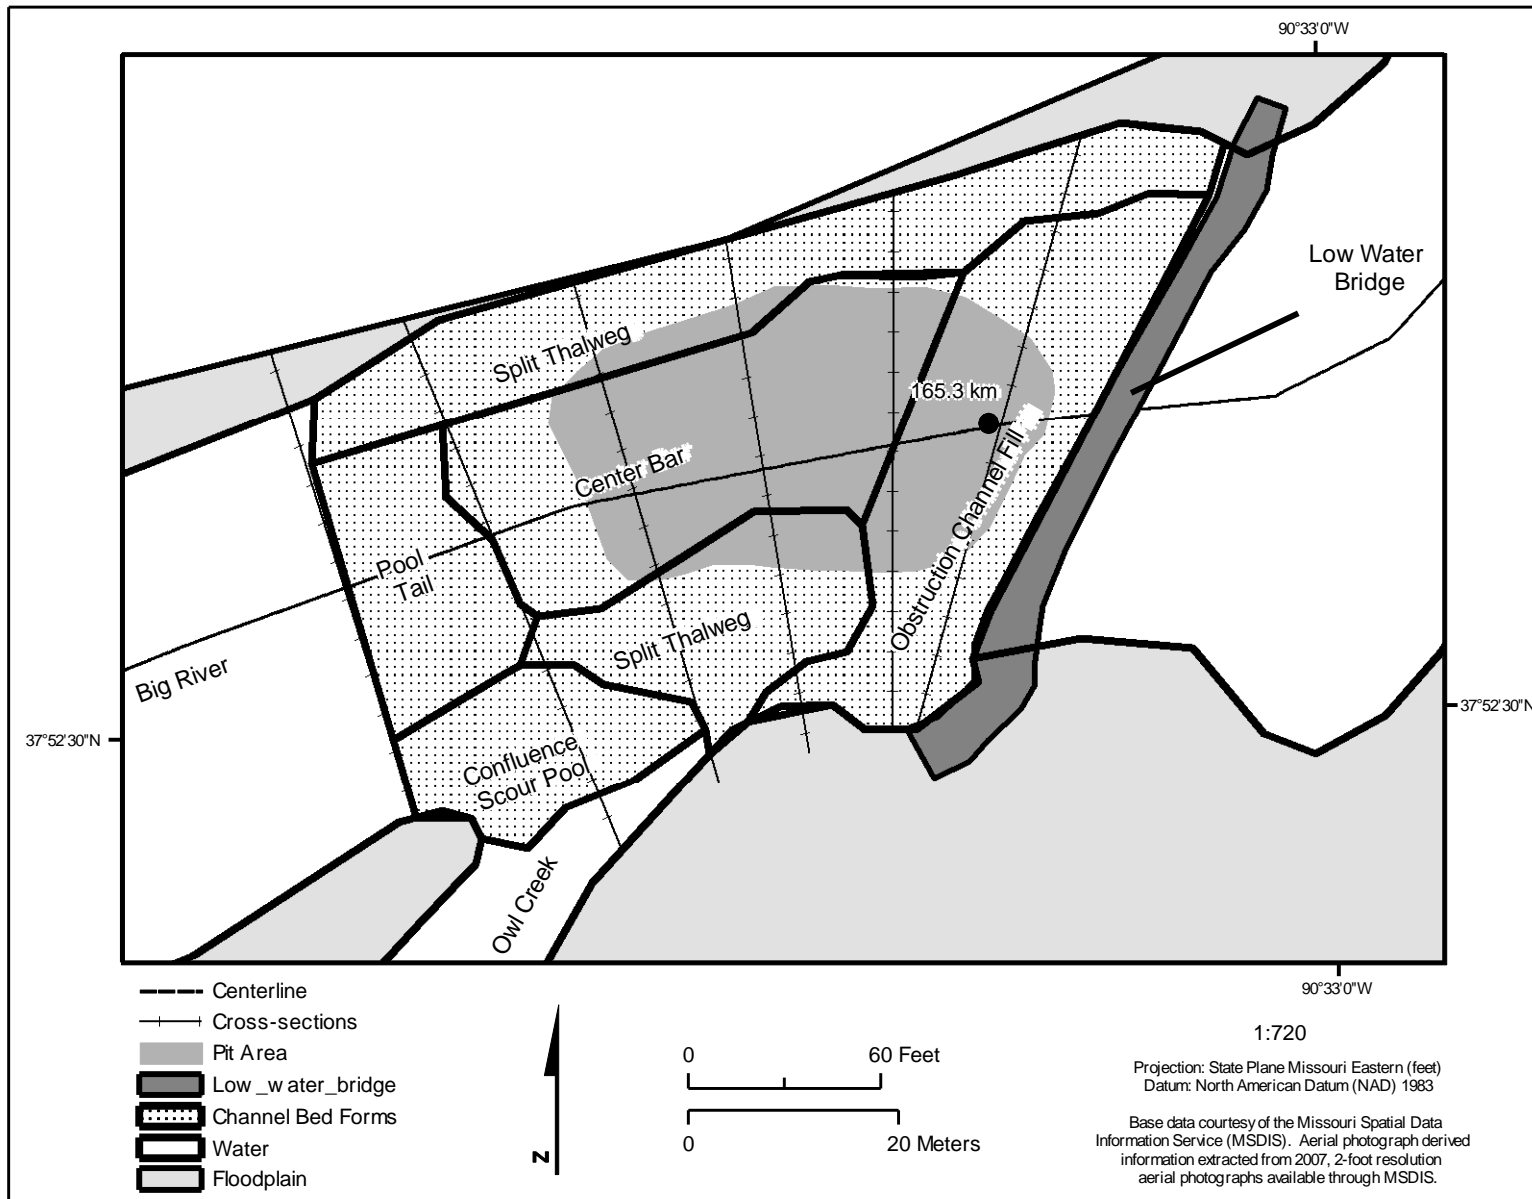 90°33'0"W
Low Water
Bridge
Split Thalweg
165.3 km
Center Bar
Obstruction Channel Fill
Pool
Tail
Split Thalweg
Big River
37°52'30"N
37°52'30"N
Confluence
Scour Pool
Owl Creek
90°33'0"W
Centerline
Cross-sections
Pit Area
Low_water_bridge
Channel Bed Forms
Water
Floodplain
z
0 60 Feet
0 20 Meters
1:720
Projection: State Plane Missouri Eastern (feet)
Datum: North American Datum (NAD) 1983
Base data courtesy of the Missouri Spatial Data
Information Service (MSDIS). Aerial photograph derived
information extracted from 2007, 2-foot resolution
aerial photographs available through MSDIS.